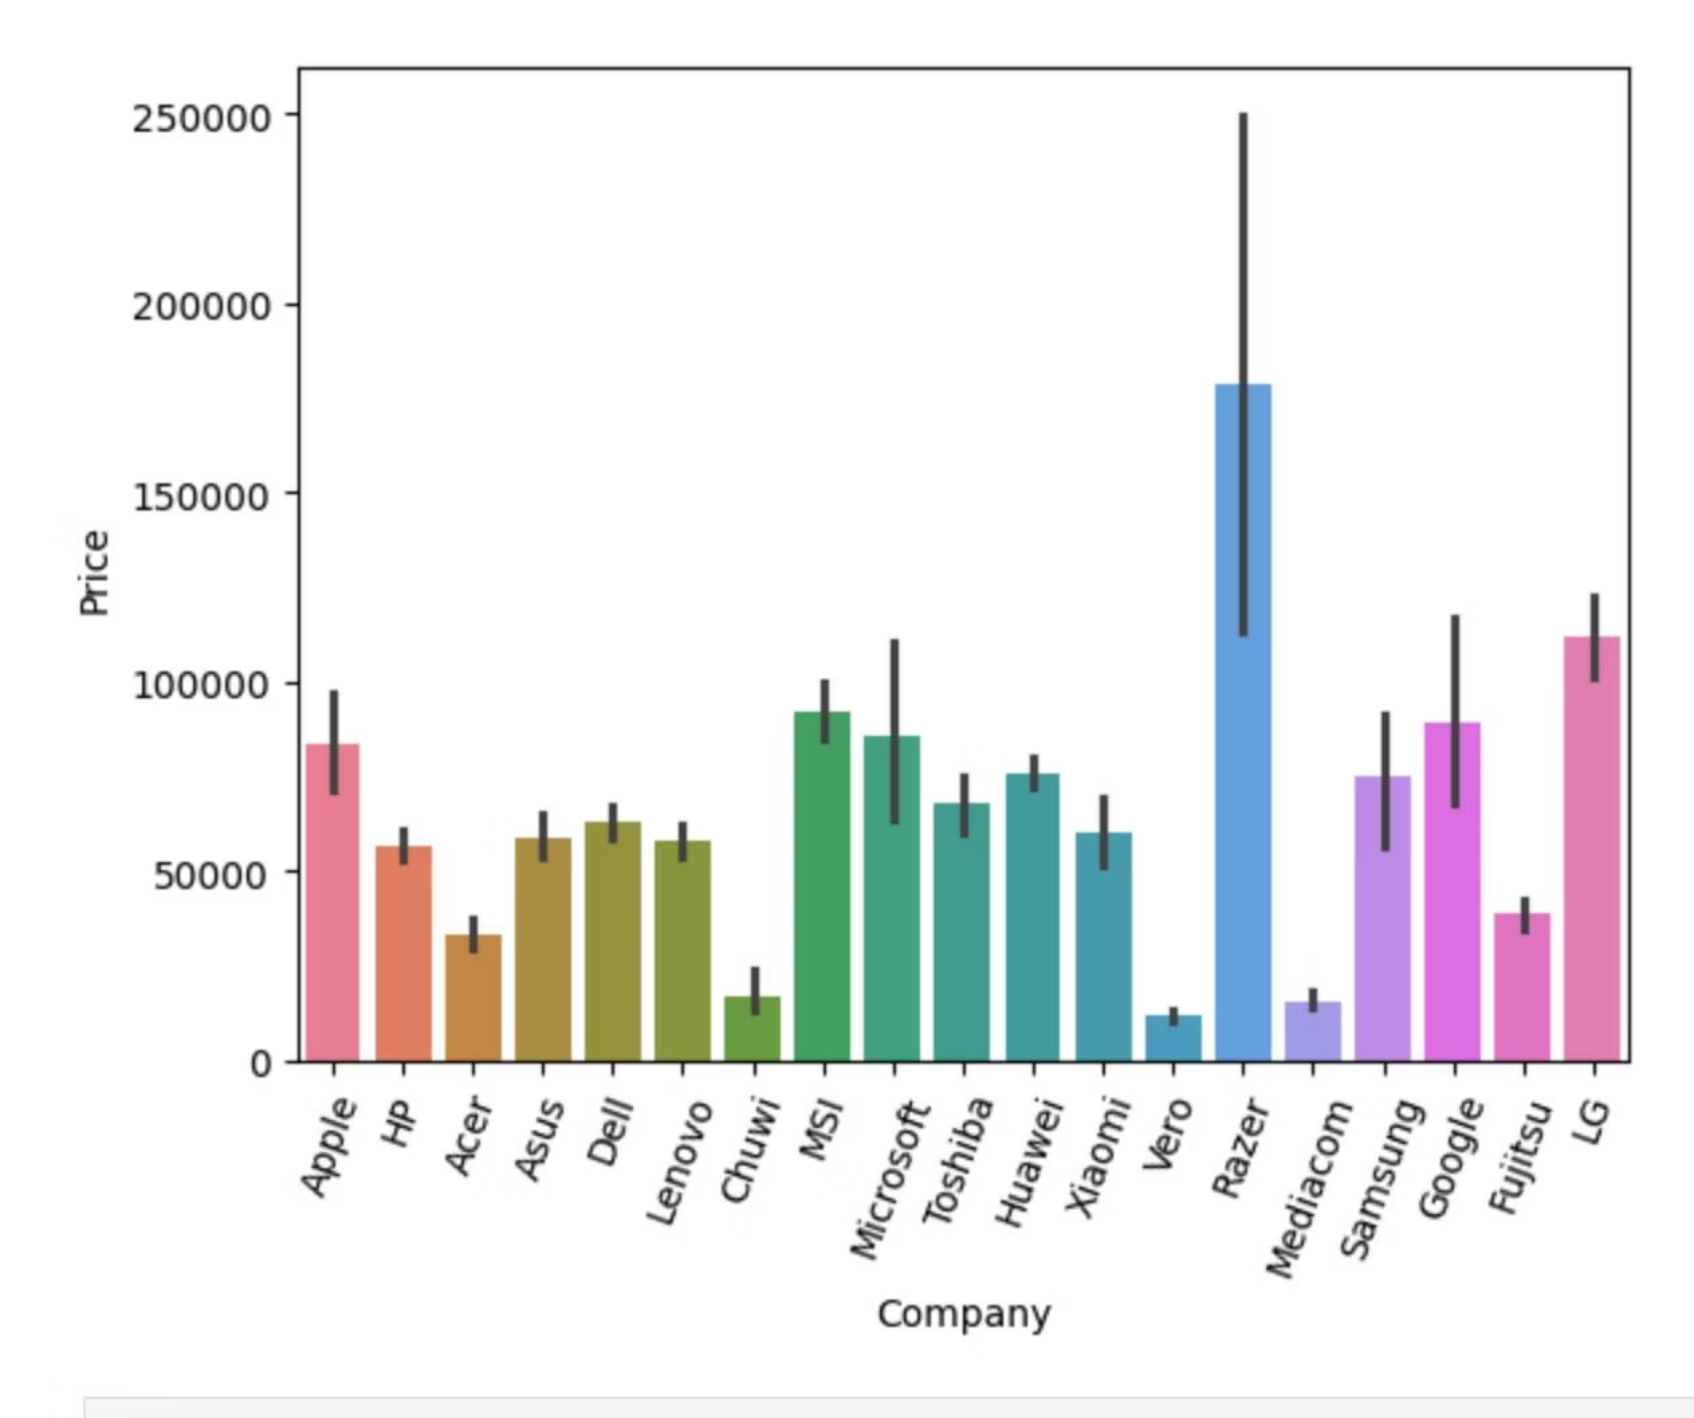 250000
200000
150000
100000
50000
0
Price
Apple
HP
Acer
Asus
Dell
Lenovo
Chuwi
MSI
Microsoft
Toshiba
Huawei
Xiaomi
Vero
Razer
Mediacom
Samsung
Google
Fujitsu
LG
Company